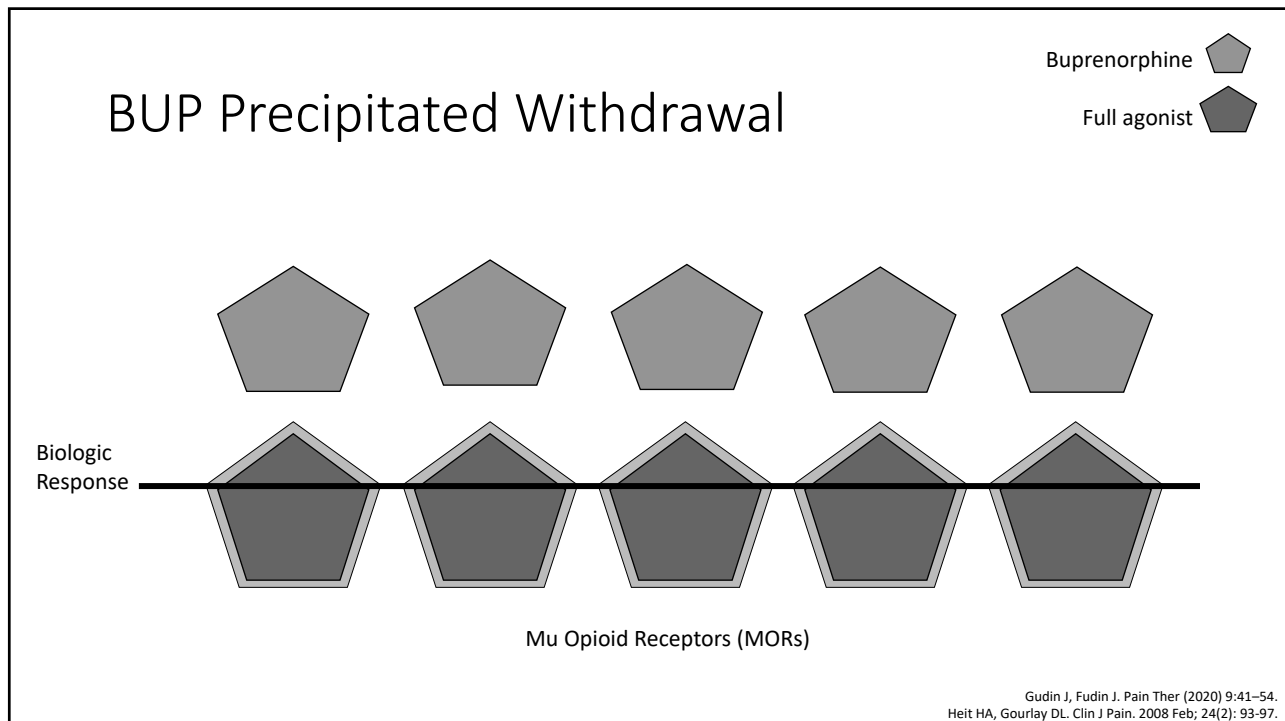 Buprenorphine
Full agonist
BUP Precipitated Withdrawal
Biologic
Response
Mu Opioid Receptors (MORs)
Gudin J, Fudin J. Pain Ther (2020) 9:41–54.
Heit HA, Gourlay DL. Clin J Pain. 2008 Feb; 24(2): 93-97.